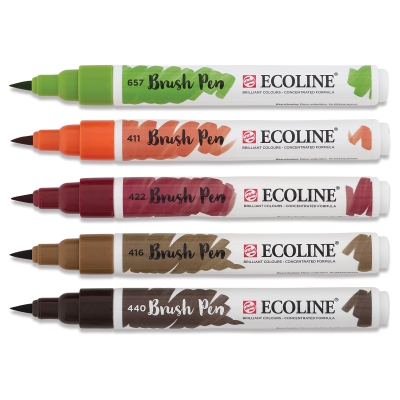 657 Brush Pen ECOLINE®
BRILLIANT COLOURS - CONCENTRATED FORMULA
411 Brush Pen ECOLINE®
BRILLIANT COLOURS - CONCENTRATED FORMULA
422 Brush Pen ECOLINE®
BRILLIANT COLOURS - CONCENTRATED FORMULA
416 Brush Pen ECOLINE®
BRILLIANT COLOURS - CONCENTRATED FORMULA
440 Brush Pen ECOLINE®
BRILLIANT COLOURS - CONCENTRATED FORMULA